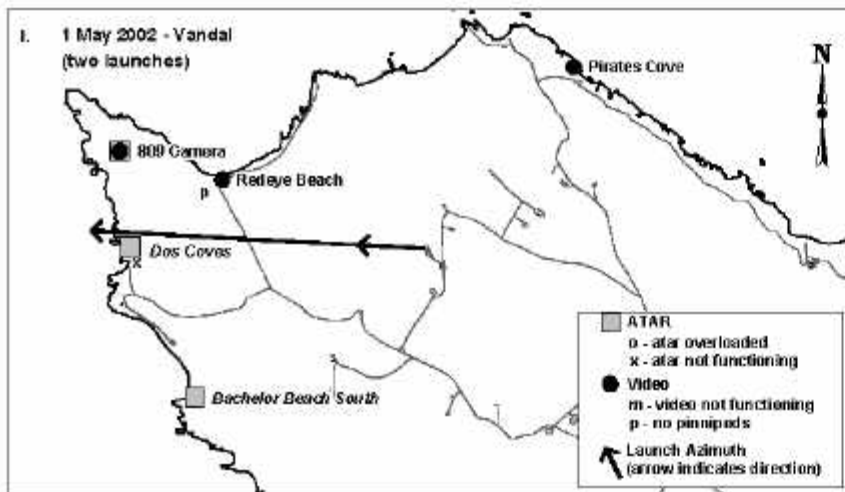 I. 1 May 2002 - Vandal
(two launches)
Pirates Cove
N
809 Camera
Redeye Beach
p
Dos Coves
x
ATAR
o - atar overloaded
x - atar not functioning
Bachelor Beach South
Video
m - video not functioning
p - no pinnipeds
Launch Azimuth
(arrow indicates direction)